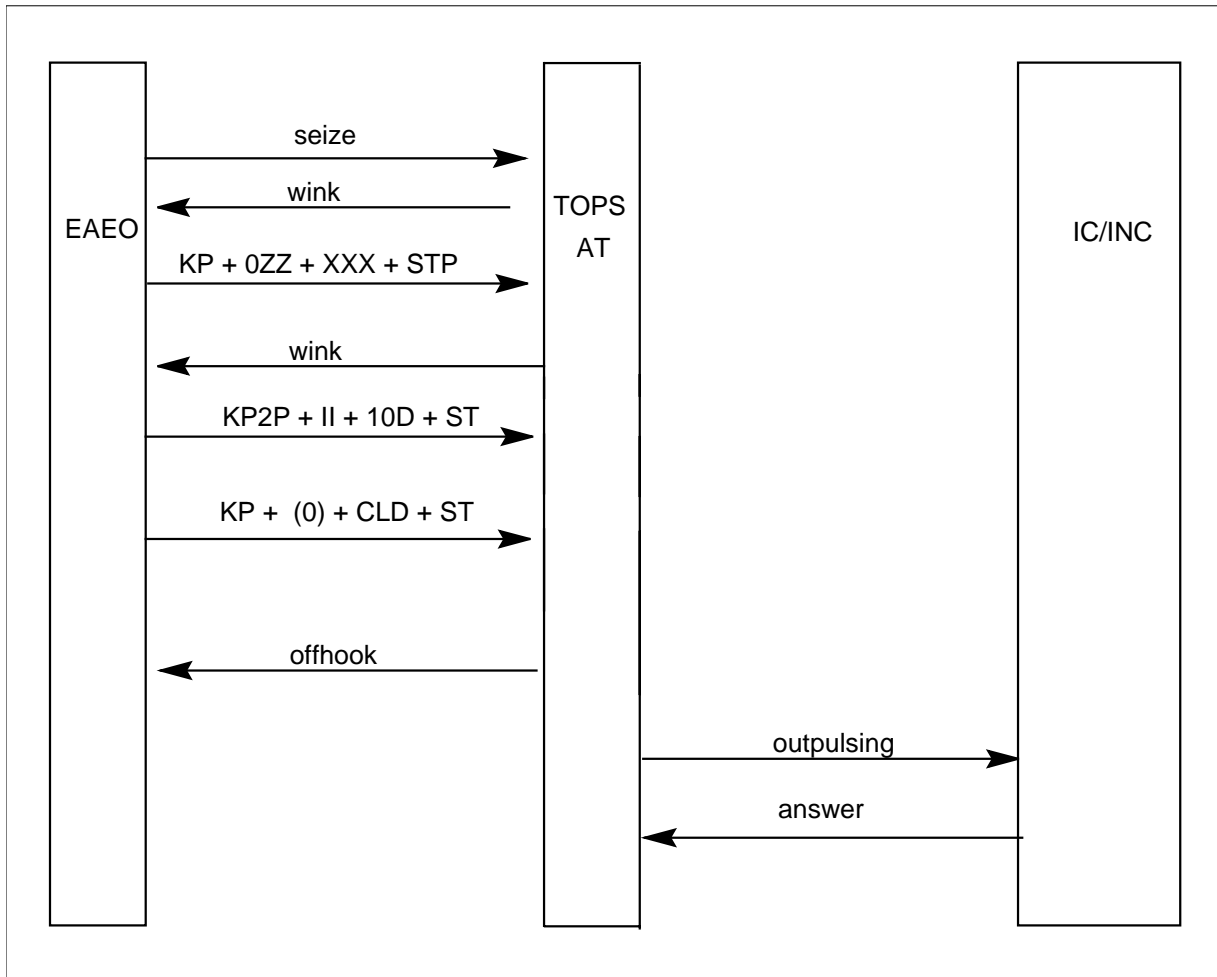 seize
wink
EAEO
TOPS
AT
IC/INC
KP + 0ZZ + XXX + STP
wink
KP2P + II + 10D + ST
KP + (0) + CLD + ST
offhook
outpulsing
answer